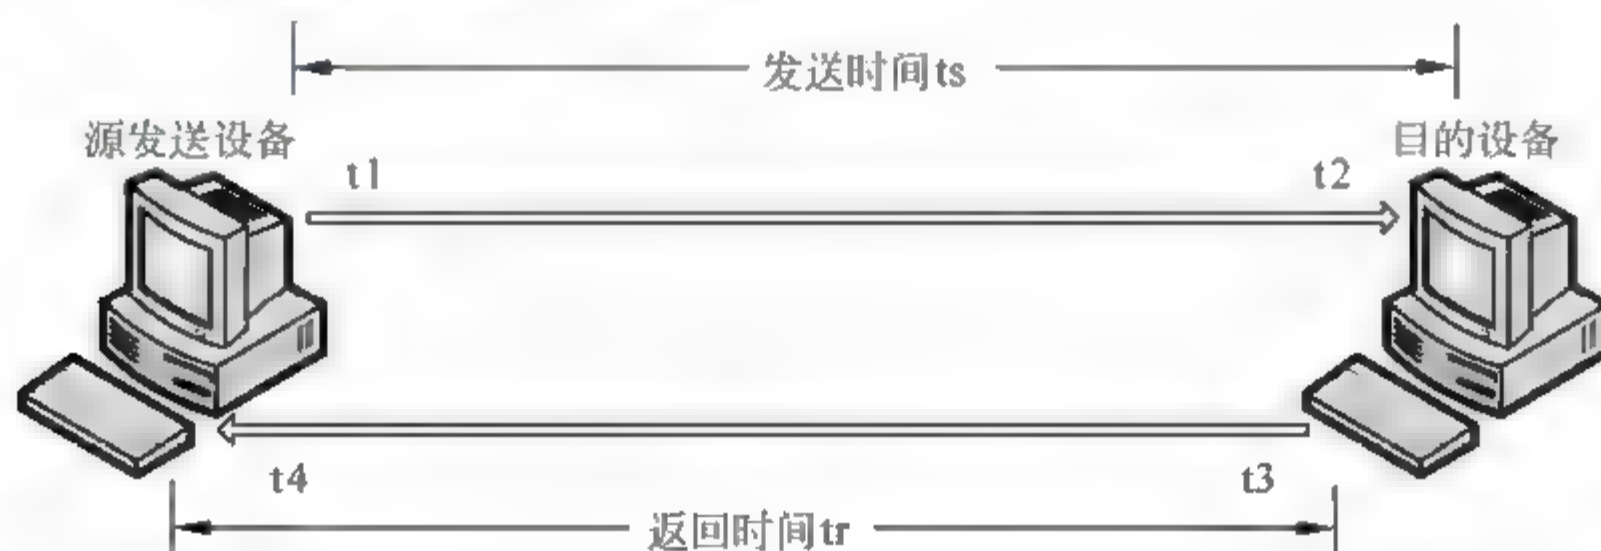 发送时间ts
源发送设备
目的设备
t1
t2
t4
t3
返回时间tr